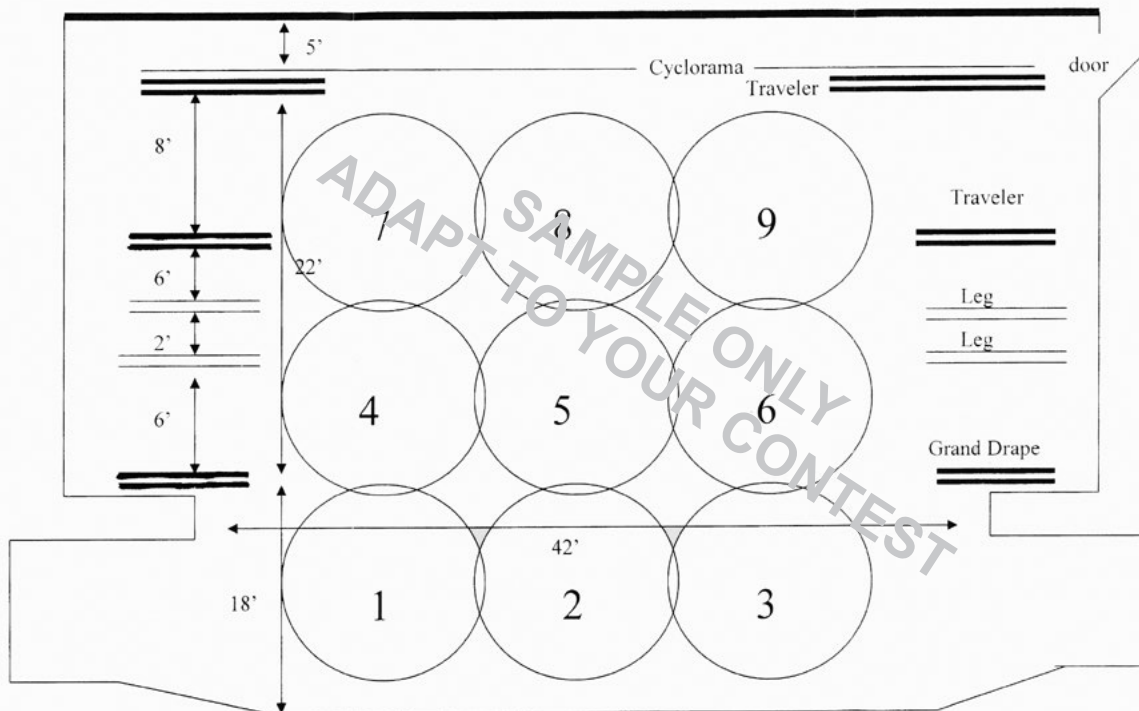 5'
Cyclorama
door
Traveler
8'
Traveler
7 8 9
22'
6'
Leg
2'
Leg
4 5 6
6'
Grand Drape
42'
18'
1 2 3
SAMPLE ONLY
ADAPT TO YOUR CONTEST